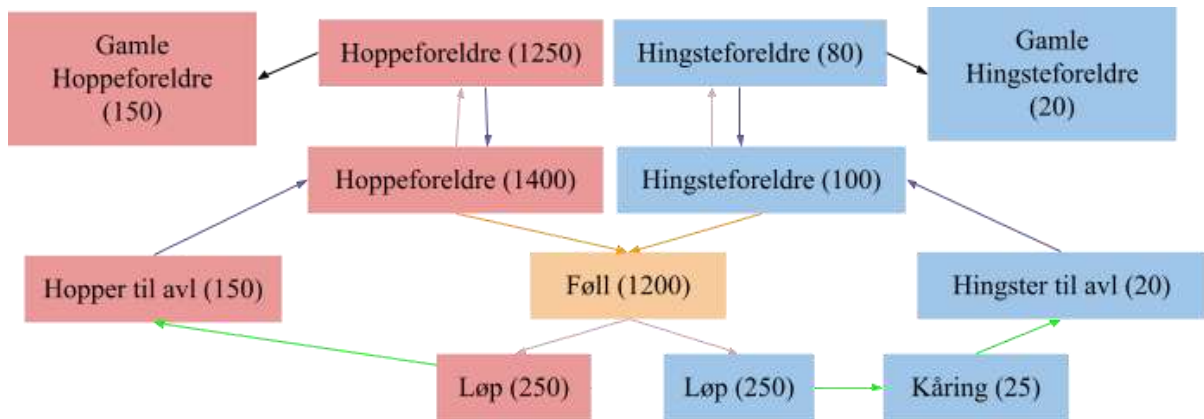 Gamle
Hoppeforeldre
(150)
Hoppeforeldre (1250)
Hingsteforeldre (80)
Gamle
Hingsteforeldre
(20)
Hoppeforeldre (1400)
Hingsteforeldre (100)
Hopper til avl (150)
Føll (1200)
Hingster til avl (20)
Løp (250)
Løp (250)
Kåring (25)